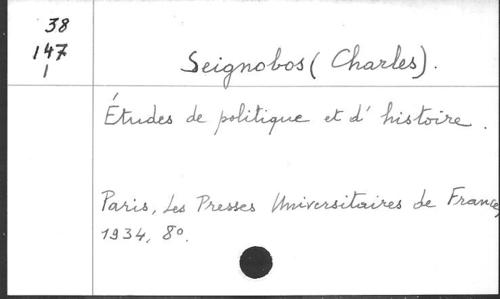 38
147
1
Seignobos (Charles).
Études de politique et d'histoire.
Paris, Les Presses Universitaires de France,
1934, 8º.